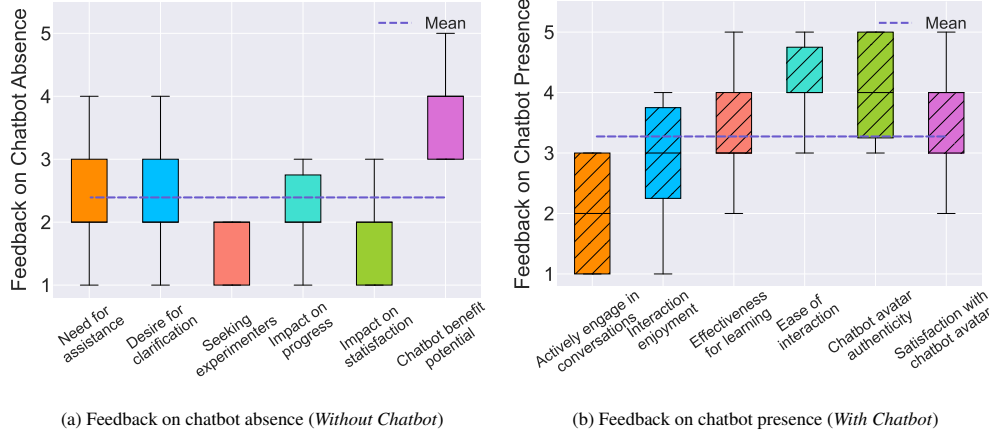 Feedback on Chatbot Absence
5
4
3
2
1
Mean
Need for
assistance
Desire for
clarification
Seeking
experimenters
Impact on
progress
Impact on
statisfaction
Chatbot benefit
potential
(a) Feedback on chatbot absence (Without Chatbot)
Feedback on Chatbot Presence
5
4
3
2
1
Mean
Actively engage in
conversations
Interaction
enjoyment
Effectiveness
for learning
Ease of
interaction
Chatbot avatar
authenticity
Satisfaction with
chatbot avatar
(b) Feedback on chatbot presence (With Chatbot)